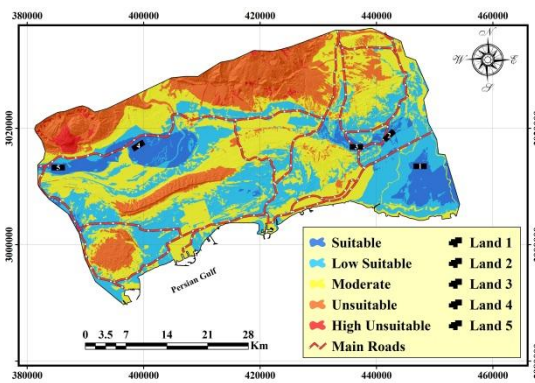 380000 400000 420000 440000 460000
N
W E
S
3020000
3000000
Persian Gulf
Suitable
Low Suitable
Moderate
Unsuitable
High Unsuitable
Main Roads
Land 1
Land 2
Land 3
Land 4
Land 5
0 3.5 7 14 21 28
Km
380000 400000 420000 440000 460000